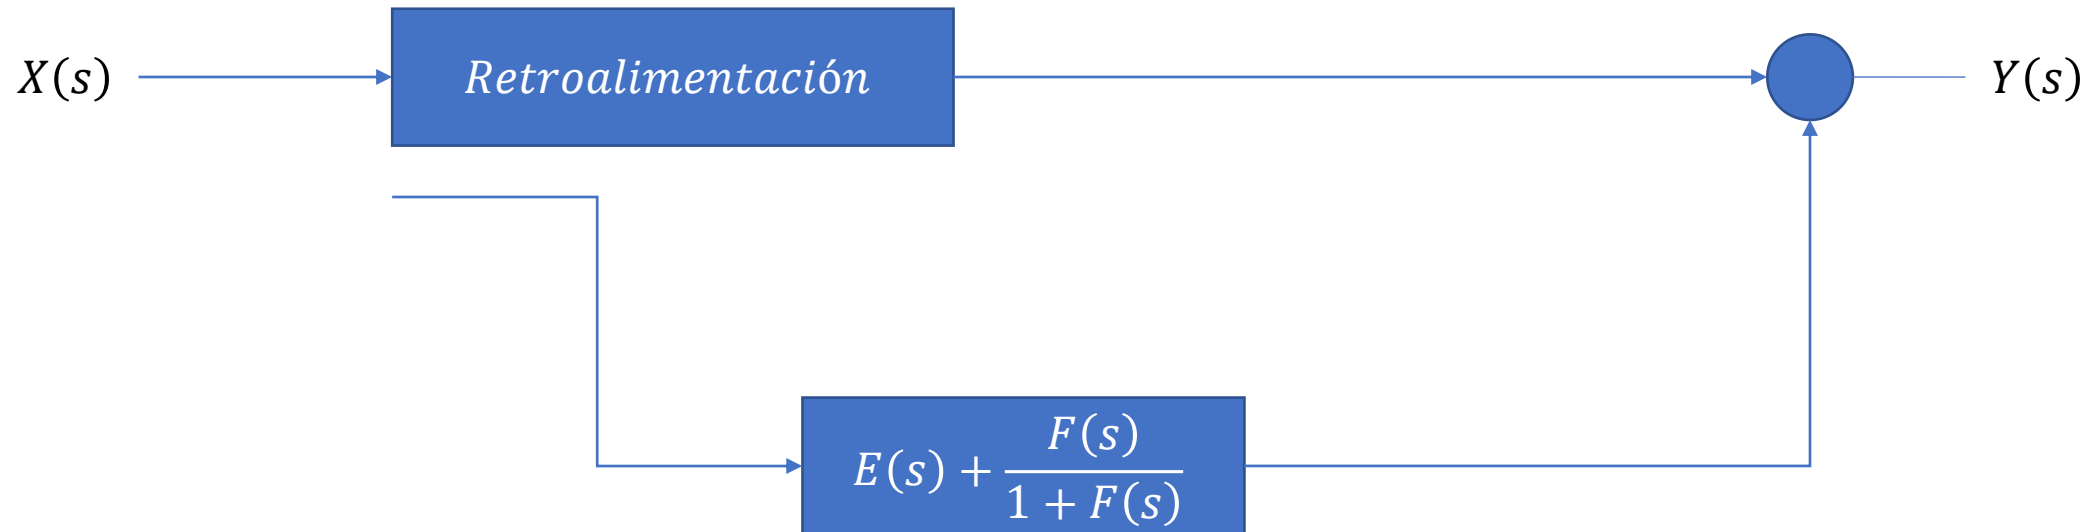 X(s)
Retroalimentación
Y(s)
E(s) + F(s) / 1 + F(s)